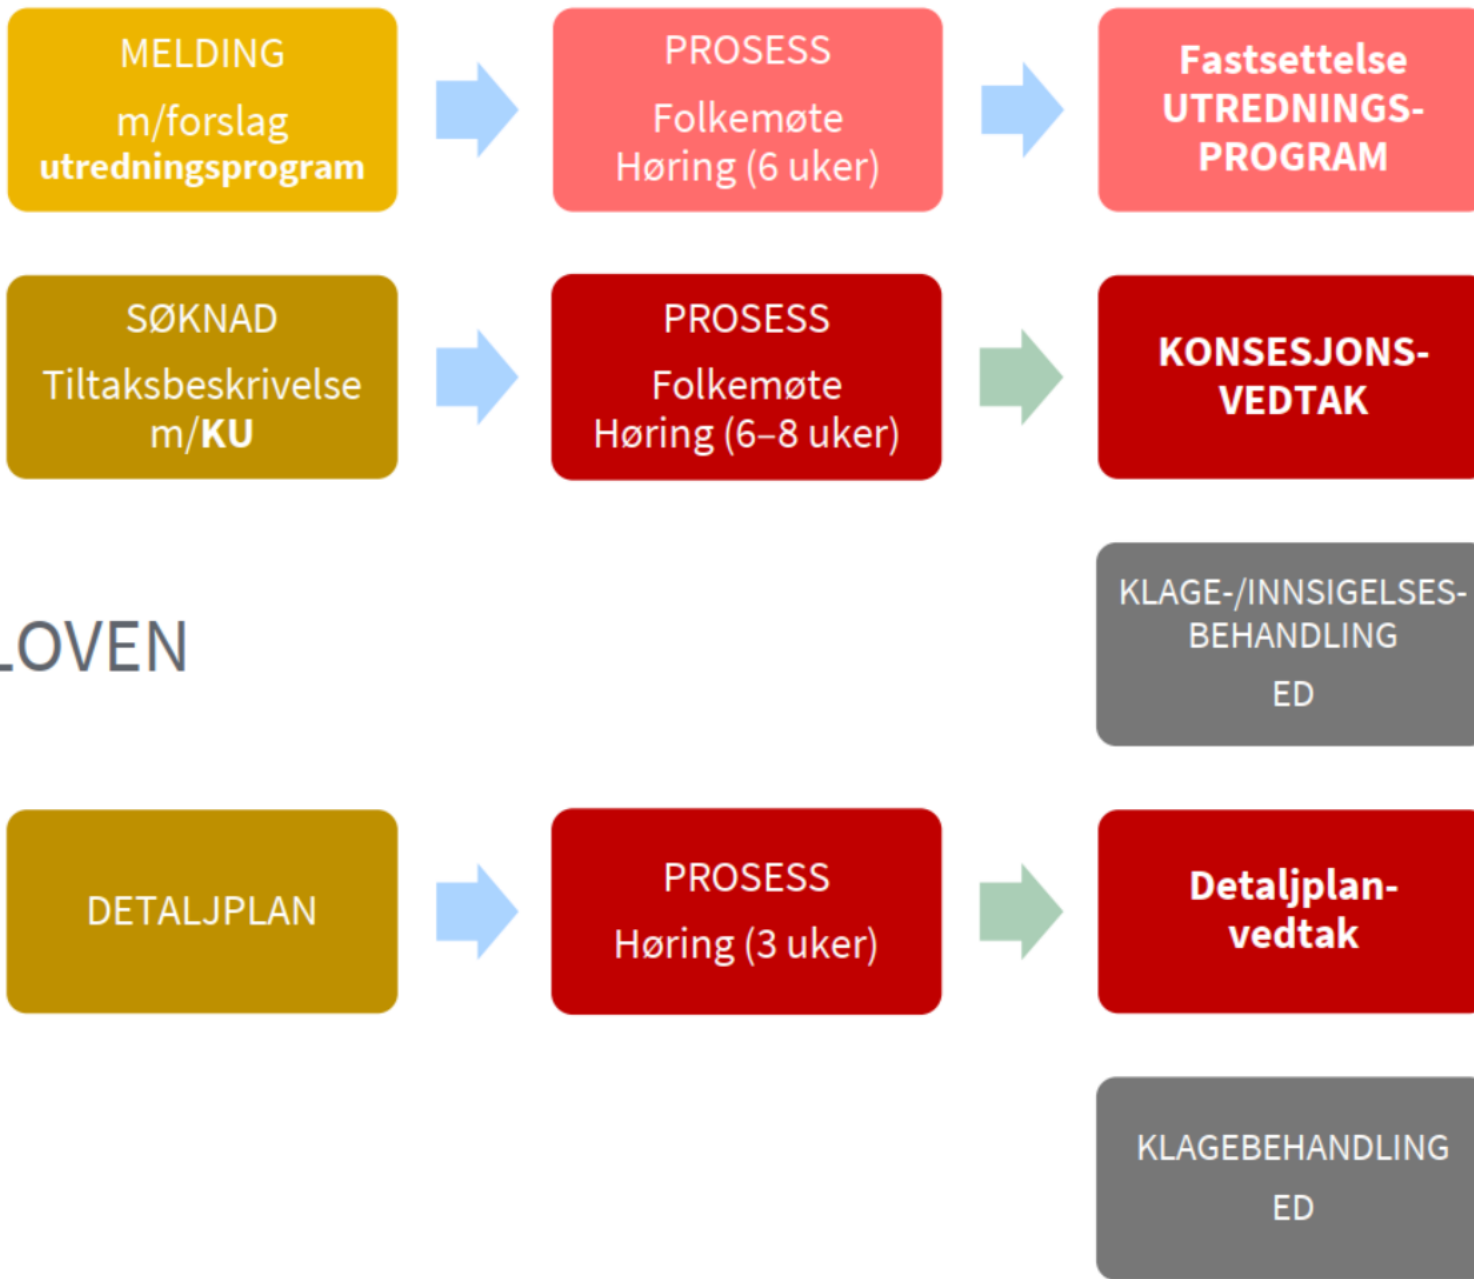 MELDING
m/forslag
utredningsprogram
PROSESS
Folkemøte
Høring (6 uker)
Fastsettelse
UTREDNINGS-
PROGRAM
SØKNAD
Tiltaksbeskrivelse
m/KU
PROSESS
Folkemøte
Høring (6–8 uker)
KONSESJONS-
VEDTAK
KLAGE-/INNSIGELSES-
BEHANDLING
ED
LOVEN
DETALJPLAN
PROSESS
Høring (3 uker)
Detaljplan-
vedtak
KLAGEBEHANDLING
ED